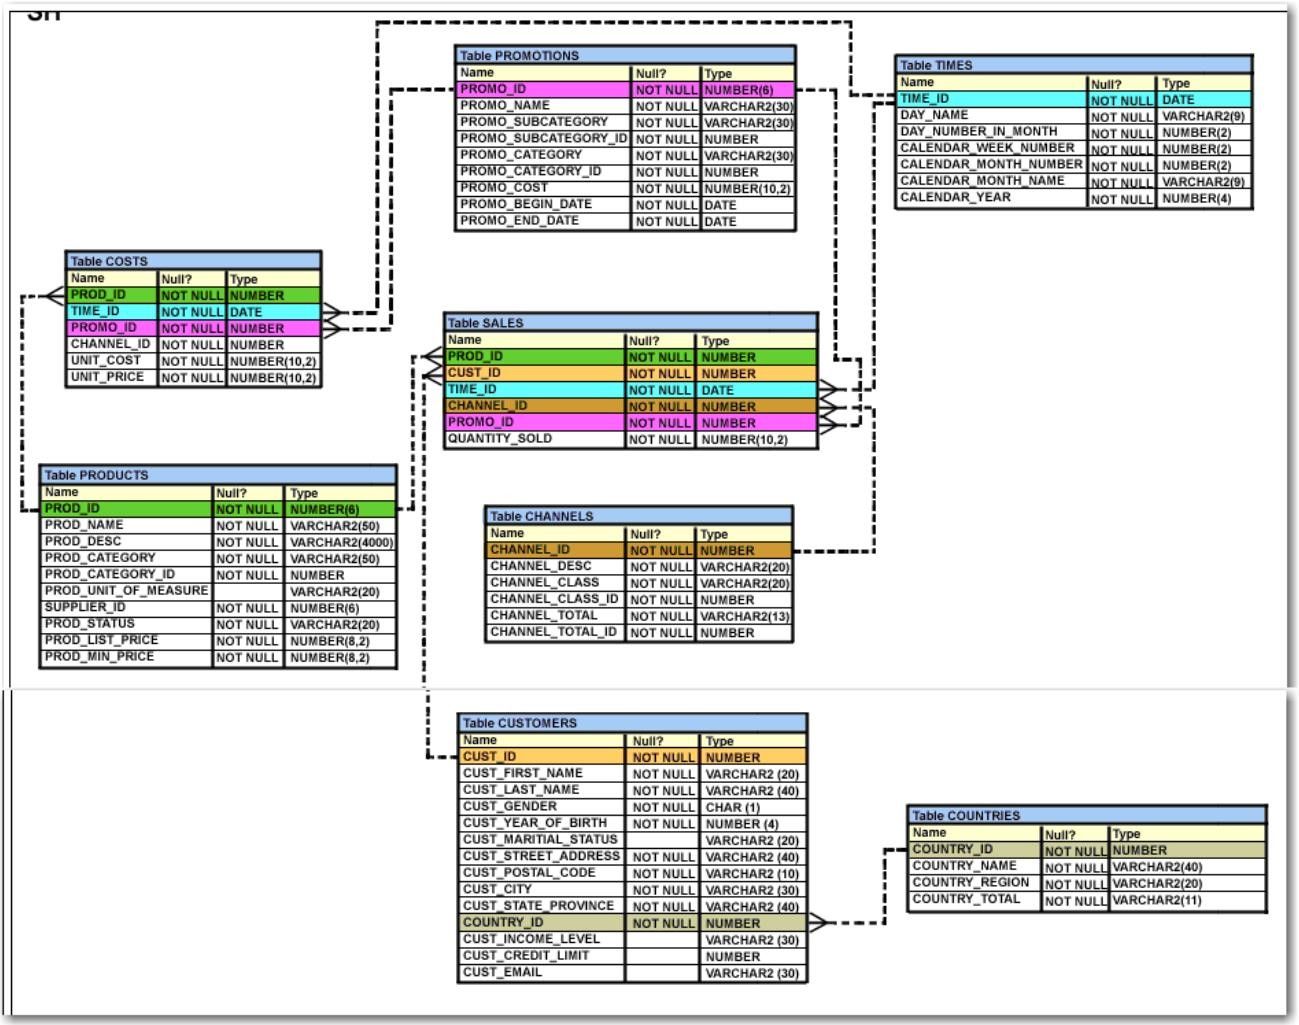 SH
Table PROMOTIONS
Name Null? Type
PROMO_ID NOT NULL NUMBER(6)
PROMO_NAME NOT NULL VARCHAR2(30)
PROMO_SUBCATEGORY NOT NULL VARCHAR2(30)
PROMO_SUBCATEGORY_ID NOT NULL NUMBER
PROMO_CATEGORY NOT NULL VARCHAR2(30)
PROMO_CATEGORY_ID NOT NULL NUMBER
PROMO_COST NOT NULL NUMBER(10,2)
PROMO_BEGIN_DATE NOT NULL DATE
PROMO_END_DATE NOT NULL DATE
Table TIMES
Name Null? Type
TIME_ID NOT NULL DATE
DAY_NAME NOT NULL VARCHAR2(9)
DAY_NUMBER_IN_MONTH NOT NULL NUMBER(2)
CALENDAR_WEEK_NUMBER NOT NULL NUMBER(2)
CALENDAR_MONTH_NUMBER NOT NULL NUMBER(2)
CALENDAR_MONTH_NAME NOT NULL VARCHAR2(9)
CALENDAR_YEAR NOT NULL NUMBER(4)
Table COSTS
Name Null? Type
PROD_ID NOT NULL NUMBER
TIME_ID NOT NULL DATE
PROMO_ID NOT NULL NUMBER
CHANNEL_ID NOT NULL NUMBER
UNIT_COST NOT NULL NUMBER(10,2)
UNIT_PRICE NOT NULL NUMBER(10,2)
Table SALES
Name Null? Type
PROD_ID NOT NULL NUMBER
CUST_ID NOT NULL NUMBER
TIME_ID NOT NULL DATE
CHANNEL_ID NOT NULL NUMBER
PROMO_ID NOT NULL NUMBER
QUANTITY_SOLD NOT NULL NUMBER(10,2)
Table PRODUCTS
Name Null? Type
PROD_ID NOT NULL NUMBER(6)
PROD_NAME NOT NULL VARCHAR2(50)
PROD_DESC NOT NULL VARCHAR2(4000)
PROD_CATEGORY NOT NULL VARCHAR2(50)
PROD_CATEGORY_ID NOT NULL NUMBER
PROD_UNIT_OF_MEASURE VARCHAR2(20)
SUPPLIER_ID NOT NULL NUMBER(6)
PROD_STATUS NOT NULL VARCHAR2(20)
PROD_LIST_PRICE NOT NULL NUMBER(8,2)
PROD_MIN_PRICE NOT NULL NUMBER(8,2)
Table CHANNELS
Name Null? Type
CHANNEL_ID NOT NULL NUMBER
CHANNEL_DESC NOT NULL VARCHAR2(20)
CHANNEL_CLASS NOT NULL VARCHAR2(20)
CHANNEL_CLASS_ID NOT NULL NUMBER
CHANNEL_TOTAL NOT NULL VARCHAR2(13)
CHANNEL_TOTAL_ID NOT NULL NUMBER
Table CUSTOMERS
Name Null? Type
CUST_ID NOT NULL NUMBER
CUST_FIRST_NAME NOT NULL VARCHAR2 (20)
CUST_LAST_NAME NOT NULL VARCHAR2 (40)
CUST_GENDER NOT NULL CHAR (1)
CUST_YEAR_OF_BIRTH NOT NULL NUMBER (4)
CUST_MARITIAL_STATUS VARCHAR2 (20)
CUST_STREET_ADDRESS NOT NULL VARCHAR2 (40)
CUST_POSTAL_CODE NOT NULL VARCHAR2 (10)
CUST_CITY NOT NULL VARCHAR2 (30)
CUST_STATE_PROVINCE NOT NULL VARCHAR2 (40)
COUNTRY_ID NOT NULL NUMBER
CUST_INCOME_LEVEL VARCHAR2 (30)
CUST_CREDIT_LIMIT NUMBER
CUST_EMAIL VARCHAR2 (30)
Table COUNTRIES
Name Null? Type
COUNTRY_ID NOT NULL NUMBER
COUNTRY_NAME NOT NULL VARCHAR2(40)
COUNTRY_REGION NOT NULL VARCHAR2(20)
COUNTRY_TOTAL NOT NULL VARCHAR2(11)